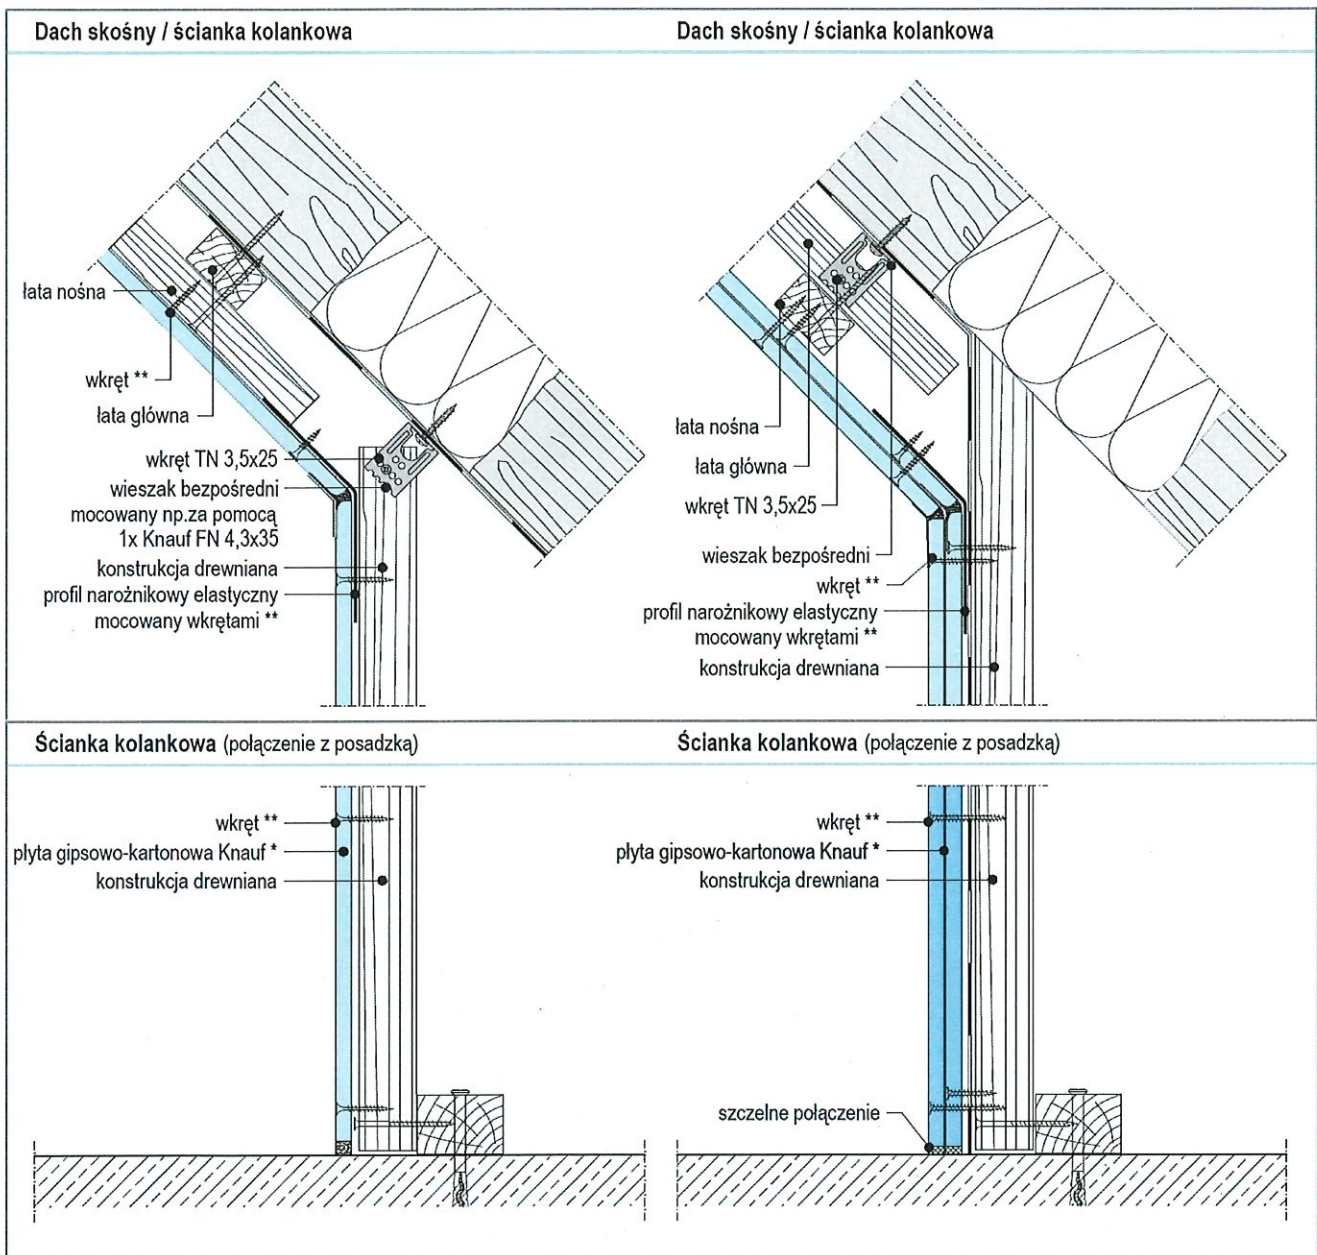 Dach skośny / ścianka kolankowa
łata nośna
wkręt **
łata główna
wkręt TN 3,5x25
wieszak bezpośredni
mocowany np.za pomocą
1x Knauf FN 4,3x35
konstrukcja drewniana
profil narożnikowy elastyczny
mocowany wkrętami **
Dach skośny / ścianka kolankowa
łata nośna
łata główna
wkręt TN 3,5x25
wieszak bezpośredni
wkręt **
profil narożnikowy elastyczny
mocowany wkrętami **
konstrukcja drewniana
Ścianka kolankowa (połączenie z posadzką)
wkręt **
płyta gipsowo-kartonowa Knauf *
konstrukcja drewniana
Ścianka kolankowa (połączenie z posadzką)
wkręt **
płyta gipsowo-kartonowa Knauf *
konstrukcja drewniana
szczelne połączenie